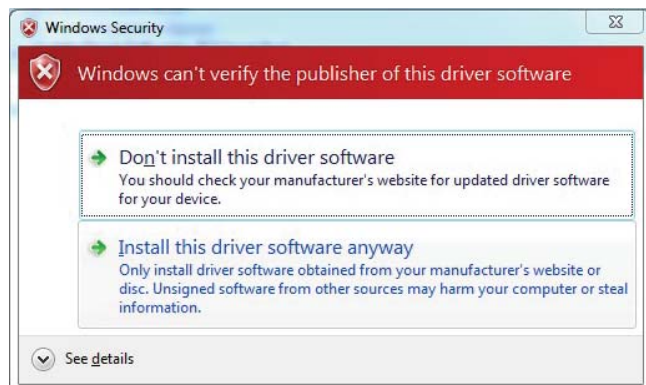 Windows Security
Windows can't verify the publisher of this driver software
Don't install this driver software
You should check your manufacturer's website for updated driver software
for your device.
Install this driver software anyway
Only install driver software obtained from your manufacturer's website or
disc. Unsigned software from other sources may harm your computer or steal
information.
See details